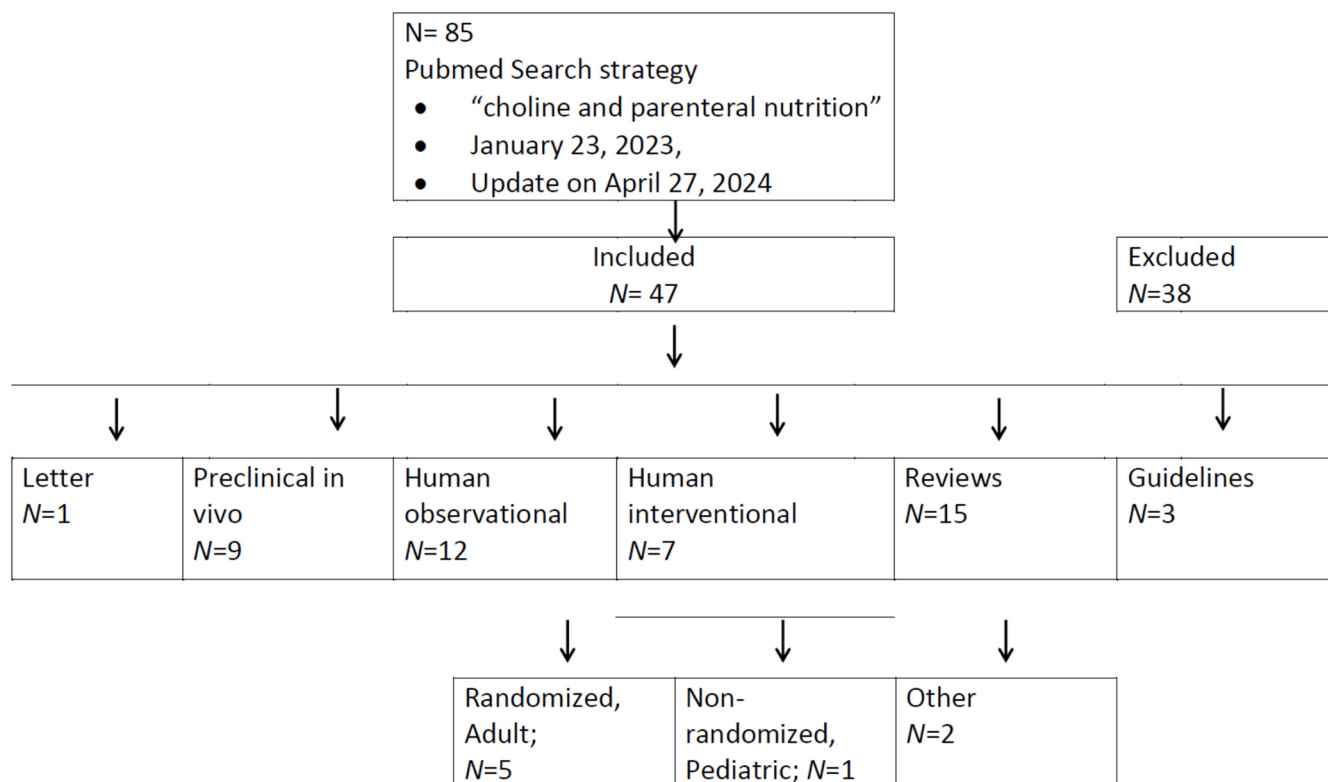 N= 85
Pubmed Search strategy
● “choline and parenteral nutrition”
● January 23, 2023,
● Update on April 27, 2024
Included
N= 47
Excluded
N=38
Letter
N=1
Preclinical in
vivo
N=9
Human
observational
N=12
Human
interventional
N=7
Reviews
N=15
Guidelines
N=3
Randomized,
Adult;
N=5
Non-
randomized,
Pediatric; N=1
Other
N=2